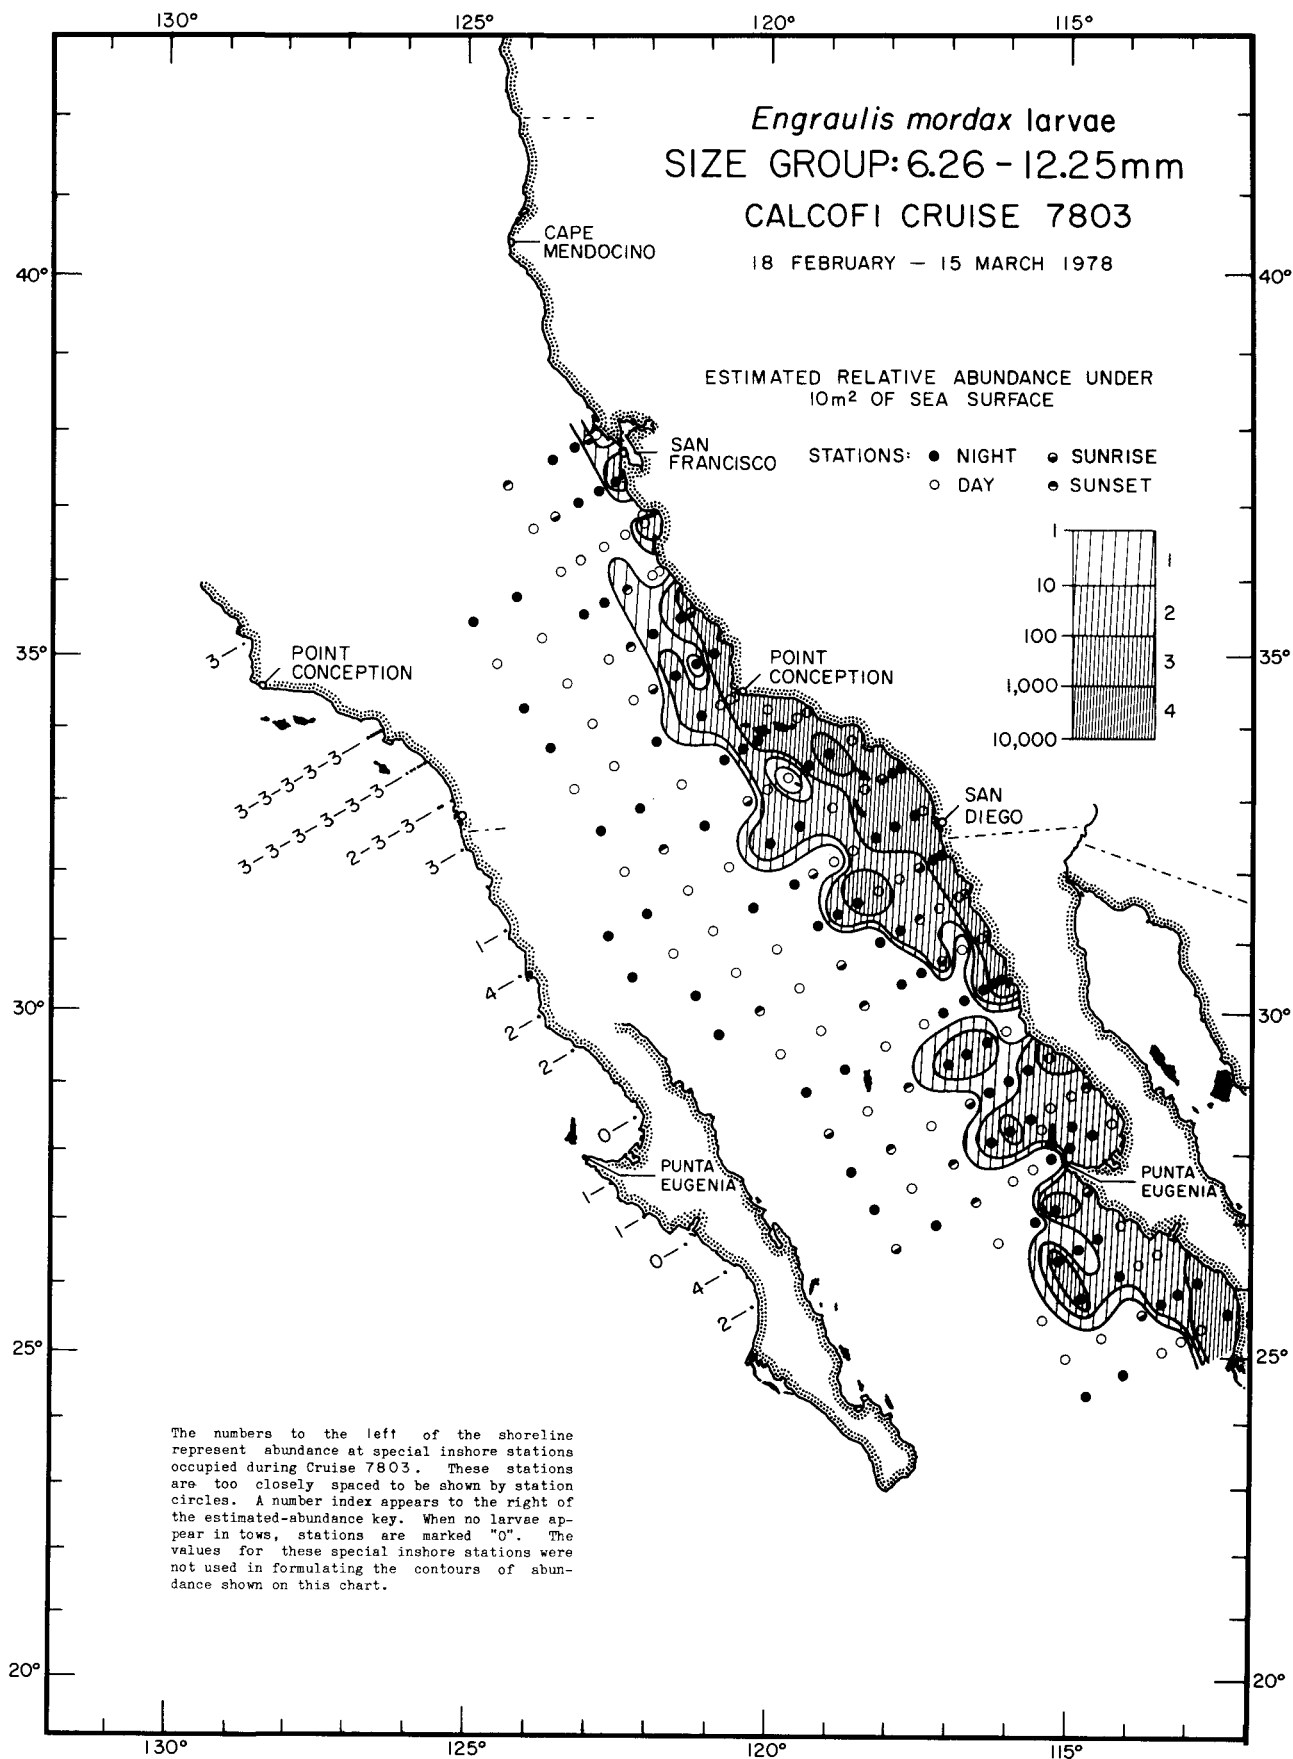 130° 125° 120° 115°
Engraulis mordax larvae
SIZE GROUP: 6.26 - 12.25mm
CALCOFI CRUISE 7803
18 FEBRUARY — 15 MARCH 1978
CAPE
MENDOCINO
40° 40°
ESTIMATED RELATIVE ABUNDANCE UNDER
10m² OF SEA SURFACE
STATIONS: ● NIGHT SUNRISE
○ DAY SUNSET
SAN
FRANCISCO
1
1
10
2
100
3
1,000
4
10,000
35° 35°
3
POINT
CONCEPTION
POINT
CONCEPTION
3-3-3-3-3
3-3-3-3-3-3
2-3-3
3
SAN
DIEGO
1
4
30° 30°
2
2
0
PUNTA
EUGENIA
PUNTA
EUGENIA
1
1
0
4
2
25° 25°
The numbers to the left of the shoreline
represent abundance at special inshore stations
occupied during Cruise 7803. These stations
are too closely spaced to be shown by station
circles. A number index appears to the right of
the estimated-abundance key. When no larvae ap-
pear in tows, stations are marked "0". The
values for these special inshore stations were
not used in formulating the contours of abun-
dance shown on this chart.
20° 20°
130° 125° 120° 115°